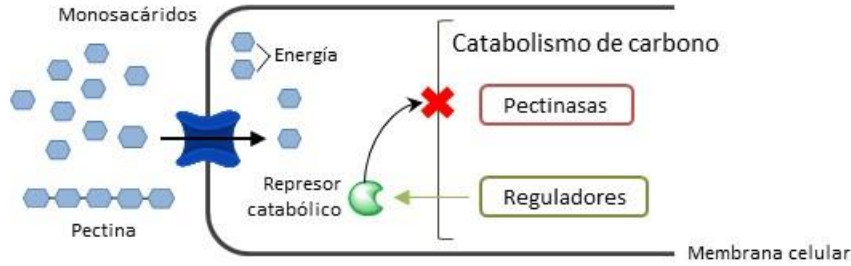 Monosacáridos
Energía
Catabolismo de carbono
Pectinasas
Represor
catabólico
Reguladores
Pectina
Membrana celular